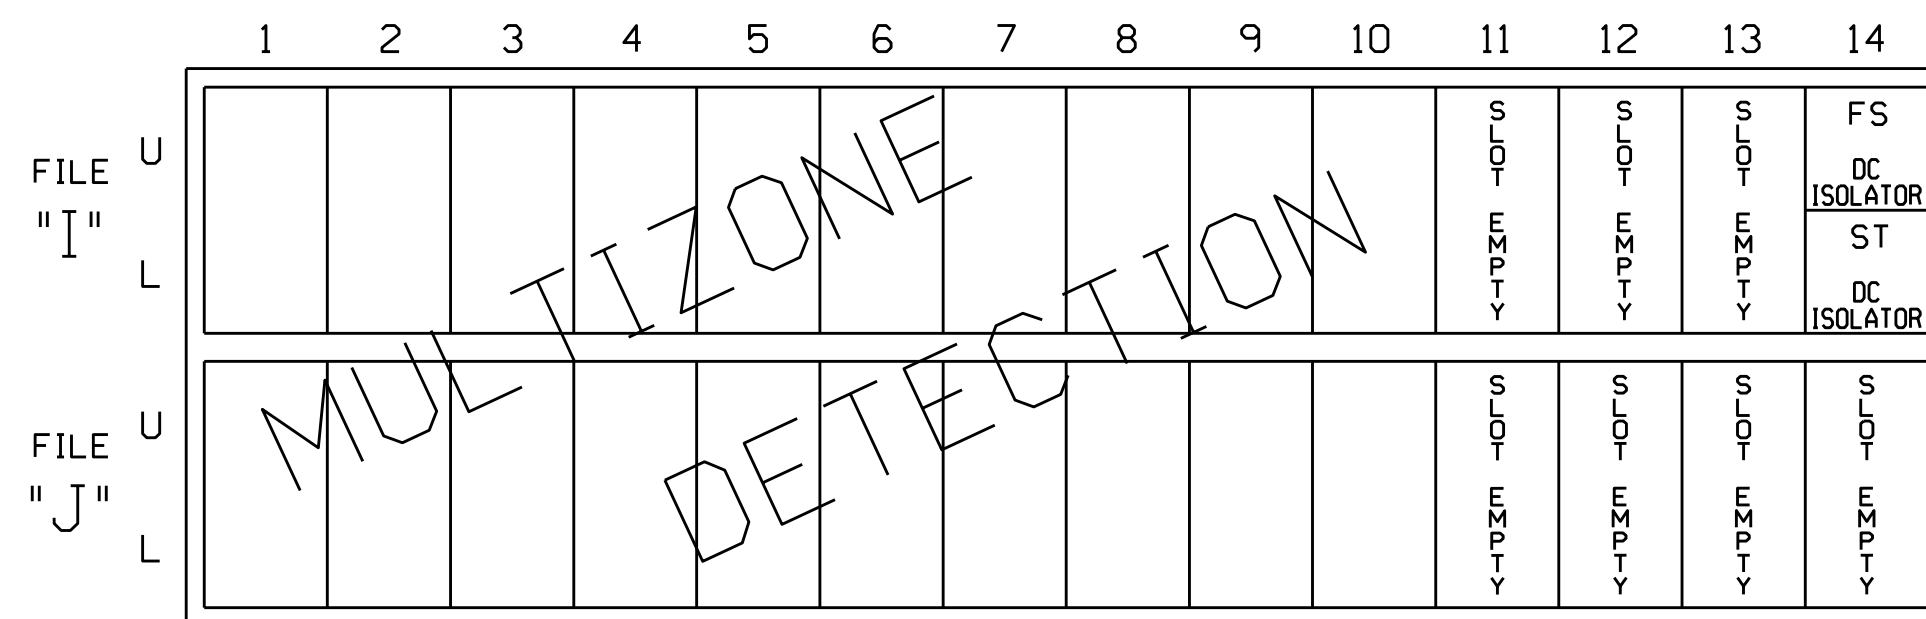 1 2 3 4 5 6 7 8 9 10 11 12 13 14
FILE "I"
U
L
MULTIZONE
DETECTION
SLOT EMPTY
SLOT EMPTY
SLOT EMPTY
FS
DC
ISOLATOR
ST
DC
ISOLATOR
FILE "J"
U
L
SLOT EMPTY
SLOT EMPTY
SLOT EMPTY
SLOT EMPTY